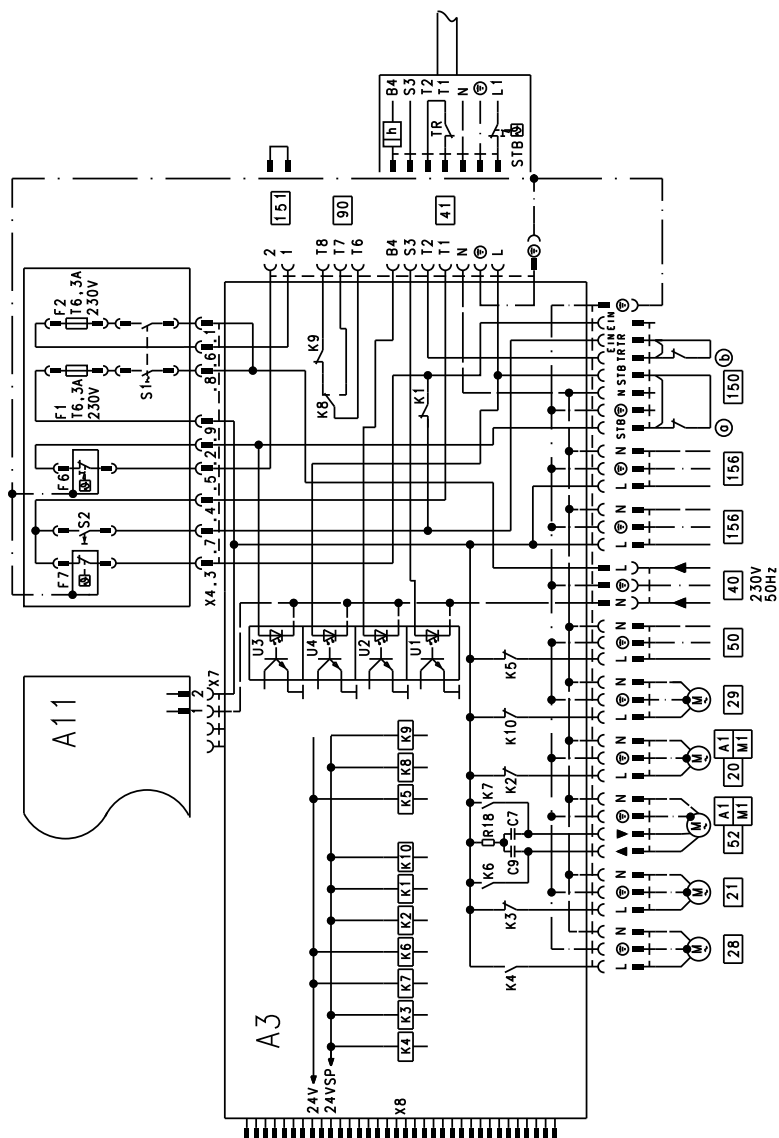 B4
S3
T2
T1
N
L1
h
TR
STB
151
90
41
2
1
T8
T7
T6
B4
S3
T2
T1
N
L
F2
T6,3A
230V
F1
T6,3A
230V
S1
F6
S2
F7
X4.3
.7
.4
.5
.2
.9
.8
.6
.1
K9
K8
K1
A11
1
2
X7
U3
U4
U2
U1
A3
24V
24VSP
K4
K3
K7
K6
K2
K1
K10
K5
K8
K9
X8
K4
K3
K6
C9
C7
R18
K7
K2
K10
K5
L
N
L
N
N
L
N
L
N
L
N
N
L
L
N
L
N
STB
N
STB
TR
TR
EIN
EIN
M~
M~
M~
M~
M~
28
21
52
A1
M1
20
A1
M1
29
50
40
230V
50Hz
156
156
150
a
b